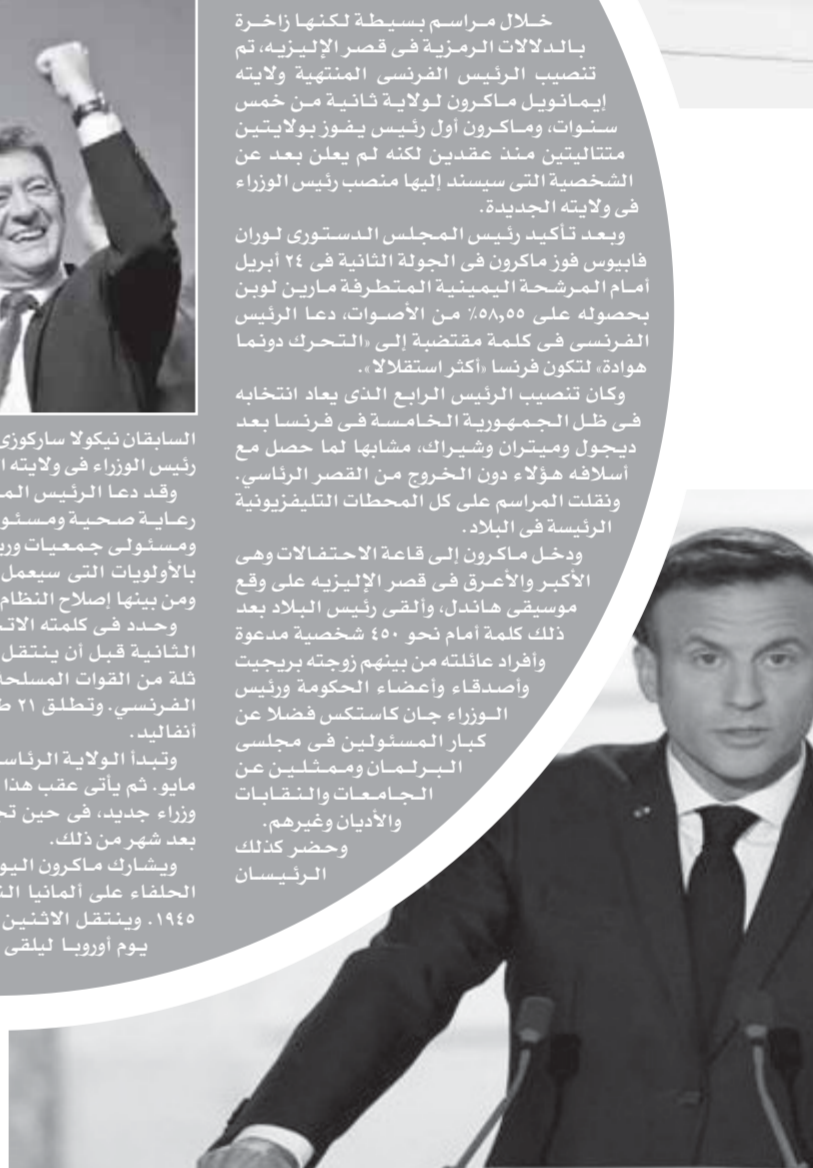 خلال مراسم بسيطة لكنها زاخرة
بالدلالات الرمزية فى قصر الإليزيه، تم
تنصيب الرئيس الفرنسى المنتهية ولايته
إيمانويل ماكرون لولاية ثانية من خمس
سنوات، وماكرون أول رئيس يفوز بولايتين
متتاليتين منذ عقدين لكنه لم يعلن بعد عن
الشخصية التى سيسند إليها منصب رئيس الوزراء
فى ولايته الجديدة.
وبعد تأكيد رئيس المجلس الدستورى لوران
فابيوس فوز ماكرون فى الجولة الثانية فى ٢٤ أبريل
أمام المرشحة اليمينية المتطرفة مارين لوبن
بحصوله على ٥٨,٥٥٪ من الأصوات، دعا الرئيس
الفرنسى فى كلمة مقتضبة إلى «التحرك دونما
هوادة» لتكون فرنسا «أكثر استقلالا».
وكان تنصيب الرئيس الرابع الذى يعاد انتخابه
فى ظل الجمهورية الخامسة فى فرنسا بعد
ديجول وميتران وشيراك، مشابها لما حصل مع
أسلافه هؤلاء دون الخروج من القصر الرئاسي.
ونقلت المراسم على كل المحطات التليفزيونية
الرئيسة فى البلاد.
ودخل ماكرون إلى قاعة الاحتفالات وهى
الأكبر والأعرق فى قصر الإليزيه على وقع
موسيقى هاندل، وألقى رئيس البلاد بعد
ذلك كلمة أمام نحو ٤٥٠ شخصية مدعوة
وأفراد عائلته من بينهم زوجته بريجيت
وأصدقاء وأعضاء الحكومة ورئيس
الوزراء جان كاستكس فضلا عن
كبار المسئولين فى مجلسى
البرلمان وممثلين عن
الجامعات والنقابات
والأديان وغيرهم.
وحضر كذلك
الرئيسان
السابقان نيكولا ساركوزى
رئيس الوزراء فى ولايته
وقد دعا الرئيس
رعاية صحية
ومسئولى جمعيات
بالأولويات التى سيعمل
ومن بينها إصلاح النظام
وحدد فى كلمته
الثانية قبل أن ينتقل
ثلة من القوات المسلحة
الفرنسي. وتطلق ٢١
أنفاليد.
وتبدأ الولاية
مايو. ثم يأتى عقب هذا
وزراء جديد، فى حين
بعد شهر من ذلك.
ويشارك ماكرون
الحلفاء على ألمانيا
١٩٤٥. وينتقل الاثنين
يوم أوروبا ليلقى